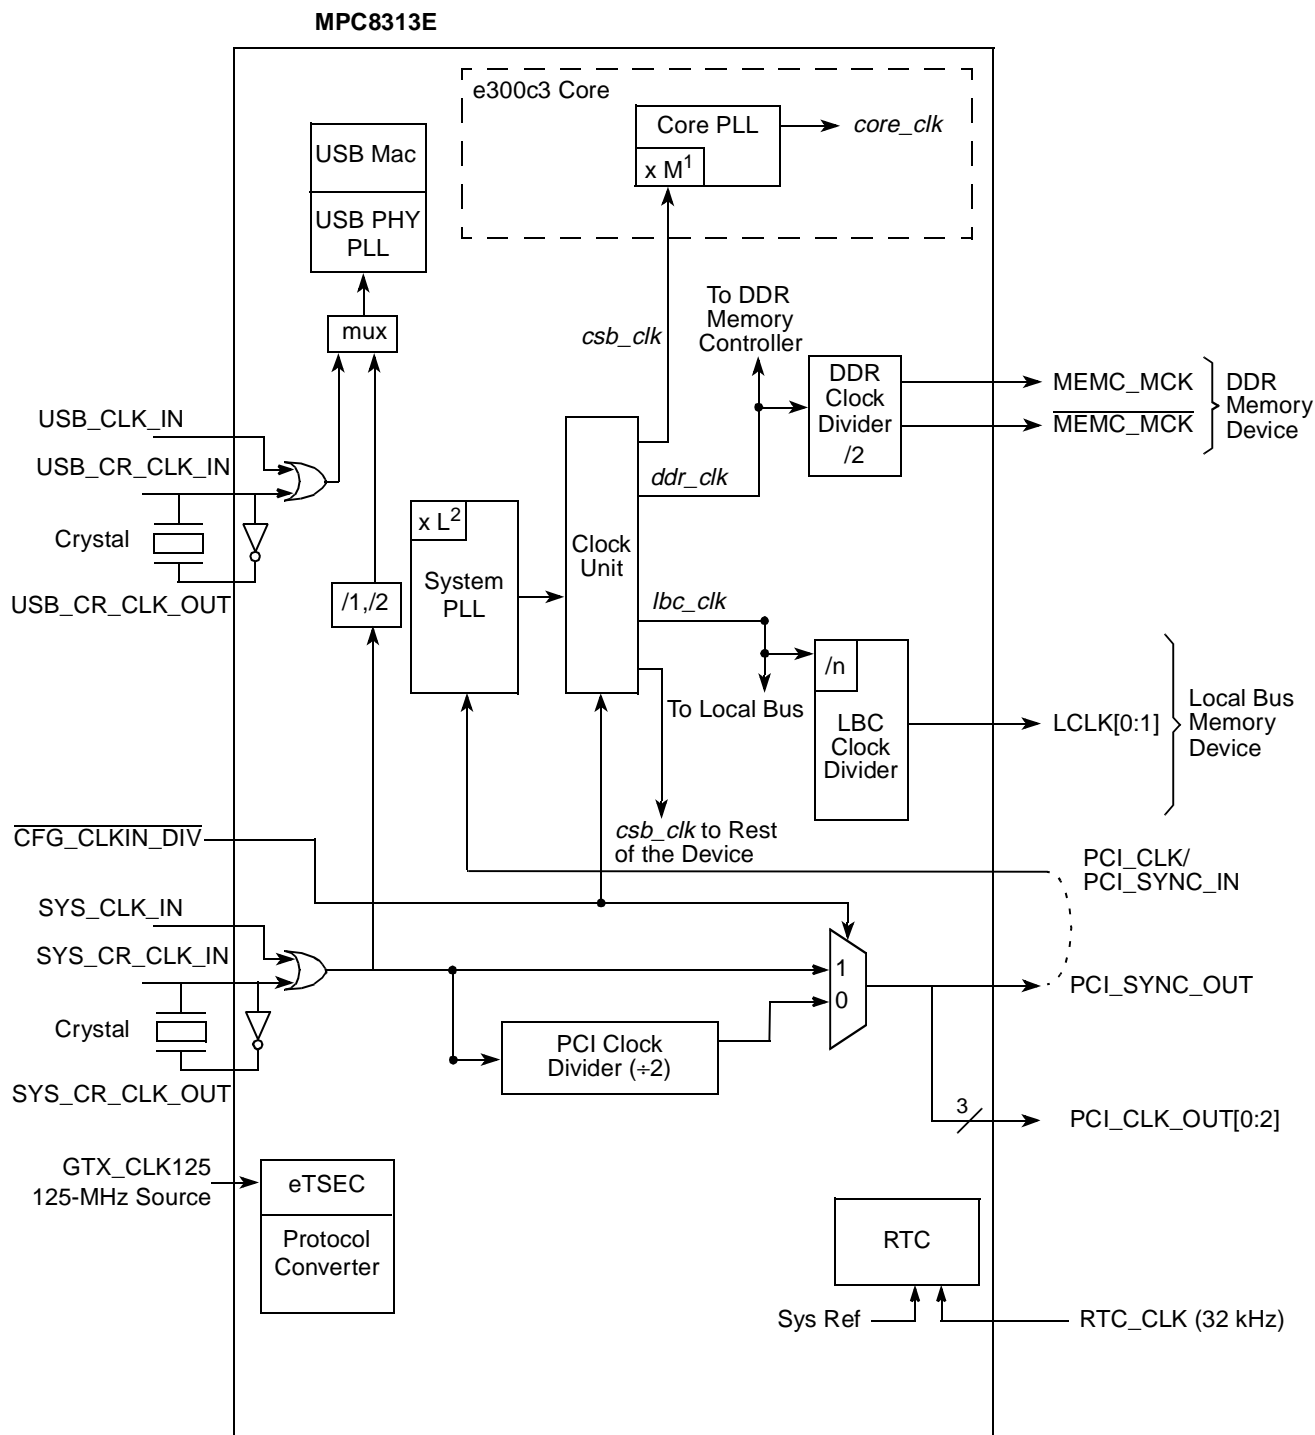 MPC8313E
e300c3 Core
Core PLL
x M1
core_clk
USB Mac
USB PHY
PLL
mux
csb_clk
To DDR
Memory
Controller
DDR
Clock
Divider
/2
MEMC_MCK
MEMC_MCK
DDR
Memory
Device
USB_CLK_IN
USB_CR_CLK_IN
Crystal
USB_CR_CLK_OUT
/1,/2
x L2
System
PLL
Clock
Unit
ddr_clk
lbc_clk
/n
LBC
Clock
Divider
To Local Bus
LCLK[0:1]
Local Bus
Memory
Device
csb_clk to Rest
of the Device
CFG_CLKIN_DIV
PCI_CLK/
PCI_SYNC_IN
SYS_CLK_IN
SYS_CR_CLK_IN
Crystal
SYS_CR_CLK_OUT
1
0
PCI Clock
Divider (÷2)
PCI_SYNC_OUT
3
PCI_CLK_OUT[0:2]
GTX_CLK125
125-MHz Source
eTSEC
Protocol
Converter
RTC
Sys Ref
RTC_CLK (32 kHz)